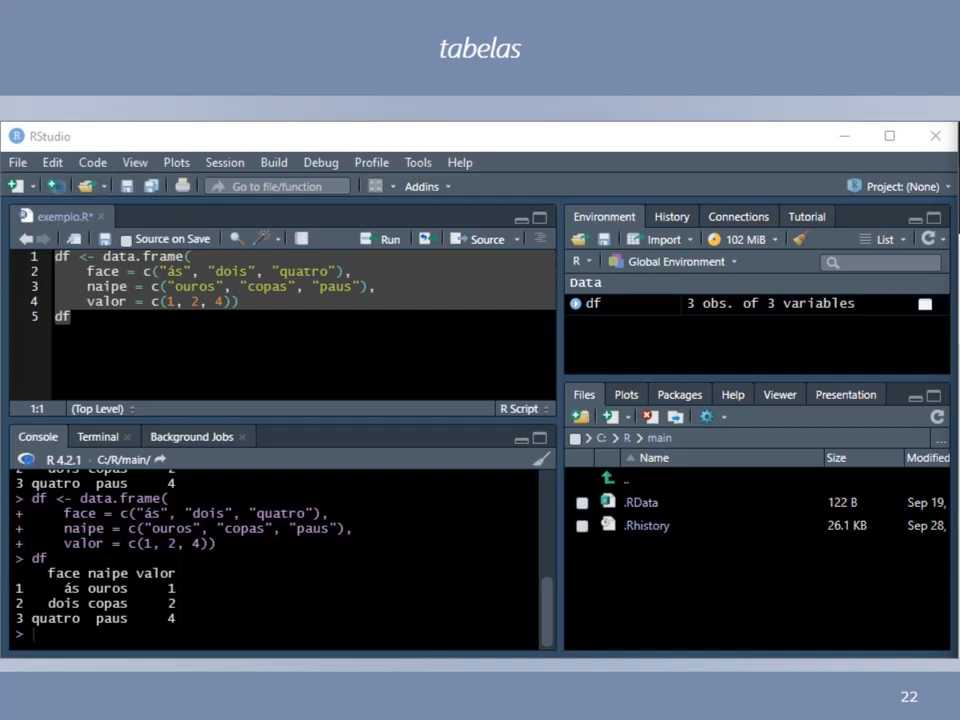 tabelas
RStudio
File Edit Code View Plots Session Build Debug Profile Tools Help
Go to file/function Addins Project: (None)
exemplo.R*
Source on Save Run Source
1 df <- data.frame(
2     face = c("ás", "dois", "quatro"),
3     naipe = c("ouros", "copas", "paus"),
4     valor = c(1, 2, 4))
5 df
1:1 (Top Level) R Script
Console Terminal Background Jobs
R 4.2.1 · C:/R/main/
2   dois copas     2
3 quatro  paus     4
> df <- data.frame(
+     face = c("ás", "dois", "quatro"),
+     naipe = c("ouros", "copas", "paus"),
+     valor = c(1, 2, 4))
> df
    face naipe valor
1     ás ouros     1
2   dois copas     2
3 quatro  paus     4
>
Environment History Connections Tutorial
Import 102 MiB List
R Global Environment
Data
df 3 obs. of 3 variables
Files Plots Packages Help Viewer Presentation
C: R main ...
Name Size Modified
..
.RData 122 B Sep 19,
.Rhistory 26.1 KB Sep 28,
22